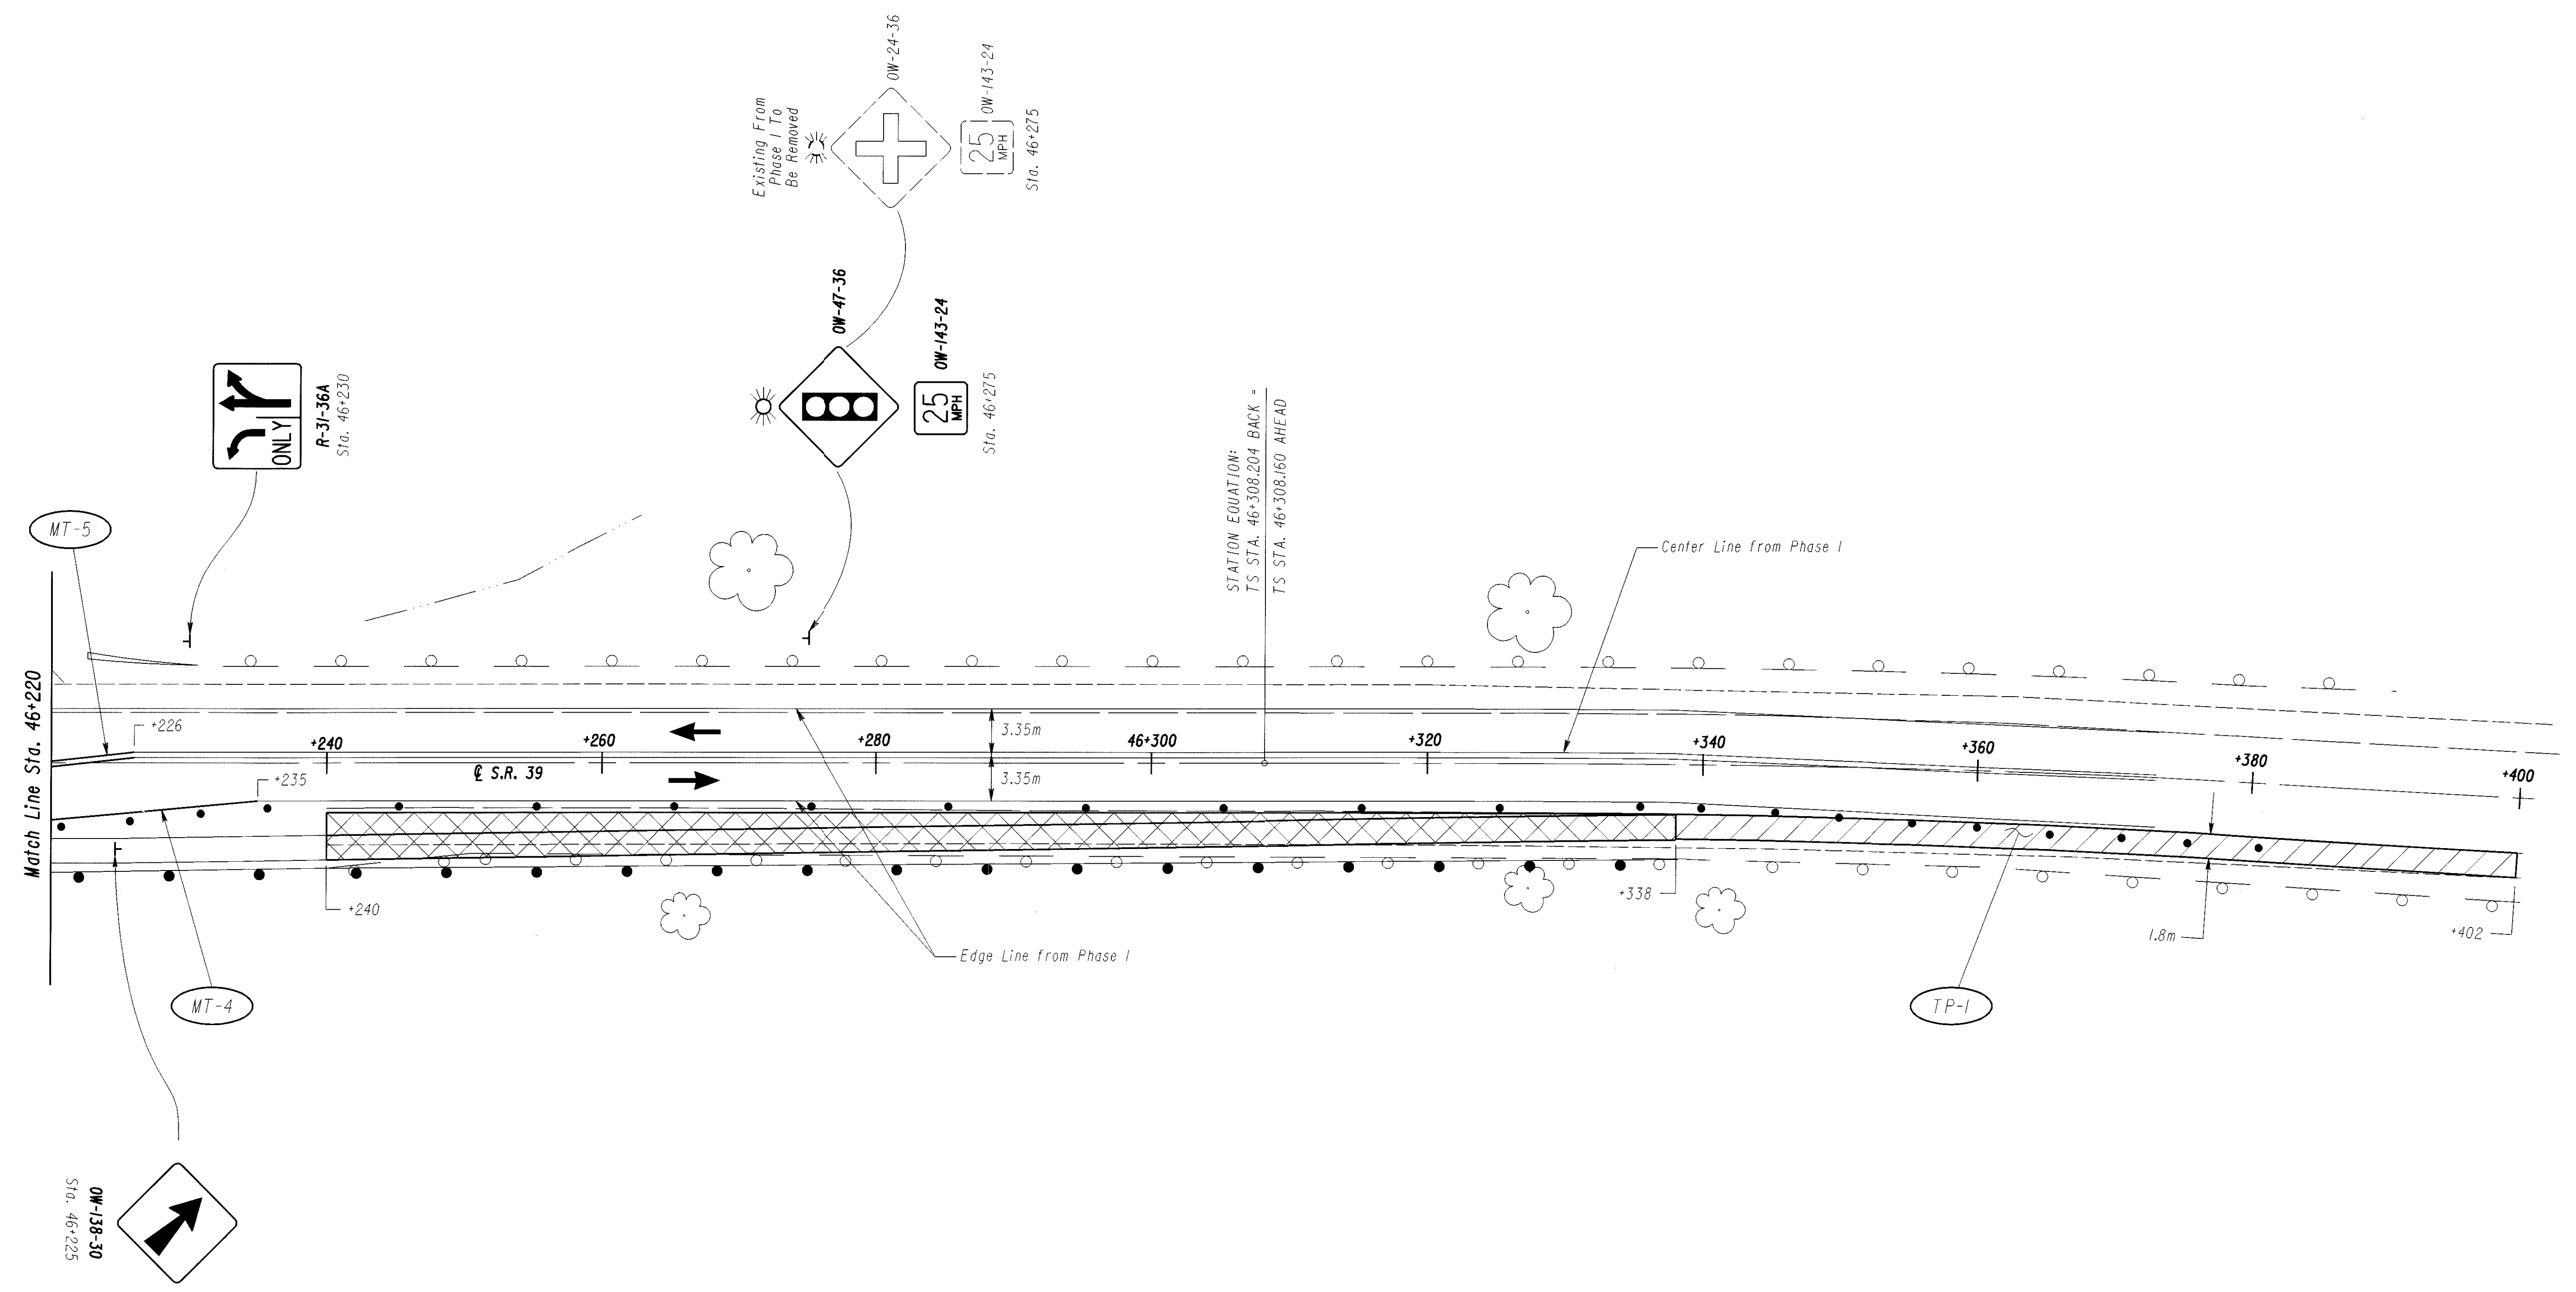 Existing From
Phase I To
Be Removed
OW-24-36
25
MPH
OW-143-24
Sta. 46+275
OW-47-36
25
MPH
OW-143-24
Sta. 46+275
ONLY
R-31-36A
Sta. 46+230
MT-5
STATION EQUATION:
TS STA. 46+308.204 BACK =
TS STA. 46+308.160 AHEAD
Center Line from Phase I
Match Line Sta. 46+220
+226
+240
+260
+280
46+300
+320
+340
+360
+380
+400
3.35m
℄ S.R. 39
+235
3.35m
+240
+338
1.8m
+402
Edge Line from Phase I
MT-4
TP-1
OW-138-30
Sta. 46+225